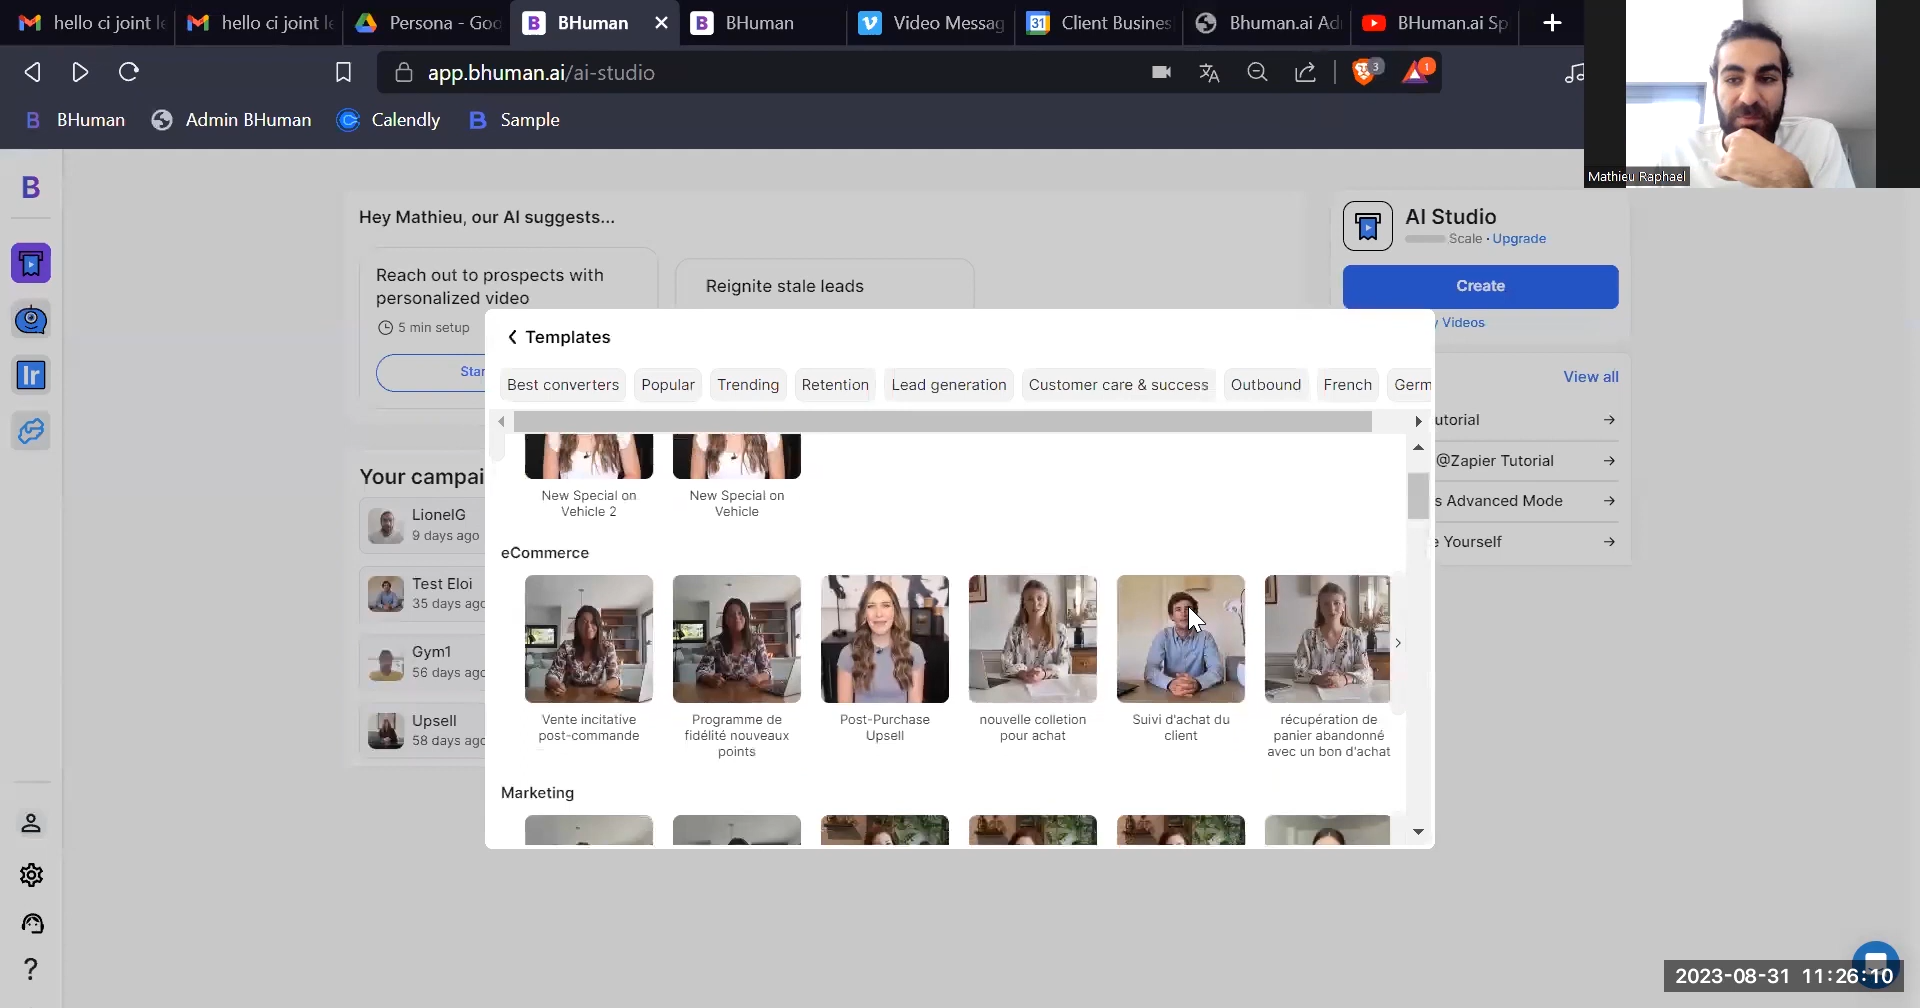 hello ci joint le
hello ci joint le
Persona - Goo
BHuman
BHuman
Video Messag
31
Client Busines
Bhuman.ai Ad
BHuman.ai Sp
app.bhuman.ai/ai-studio
3
1
B
BHuman
Admin BHuman
Calendly
B
Sample
Mathieu Raphael
B
Hey Mathieu, our AI suggests...
Reach out to prospects with
personalized video
5 min setup
Star
Reignite stale leads
AI Studio
Scale · Upgrade
Create
y Videos
View all
utorial
@Zapier Tutorial
s Advanced Mode
e Yourself
Ir
Your campai
LionelG
9 days ago
Test Eloi
35 days ago
Gym1
56 days ago
Upsell
58 days ago
Templates
Best converters
Popular
Trending
Retention
Lead generation
Customer care & success
Outbound
French
Germ
New Special on
Vehicle 2
New Special on
Vehicle
eCommerce
Vente incitative
post-commande
Programme de
fidélité nouveaux
points
Post-Purchase
Upsell
nouvelle colletion
pour achat
Suivi d'achat du
client
récupération de
panier abandonné
avec un bon d'achat
Marketing
?
2023-08-31 11:26:10